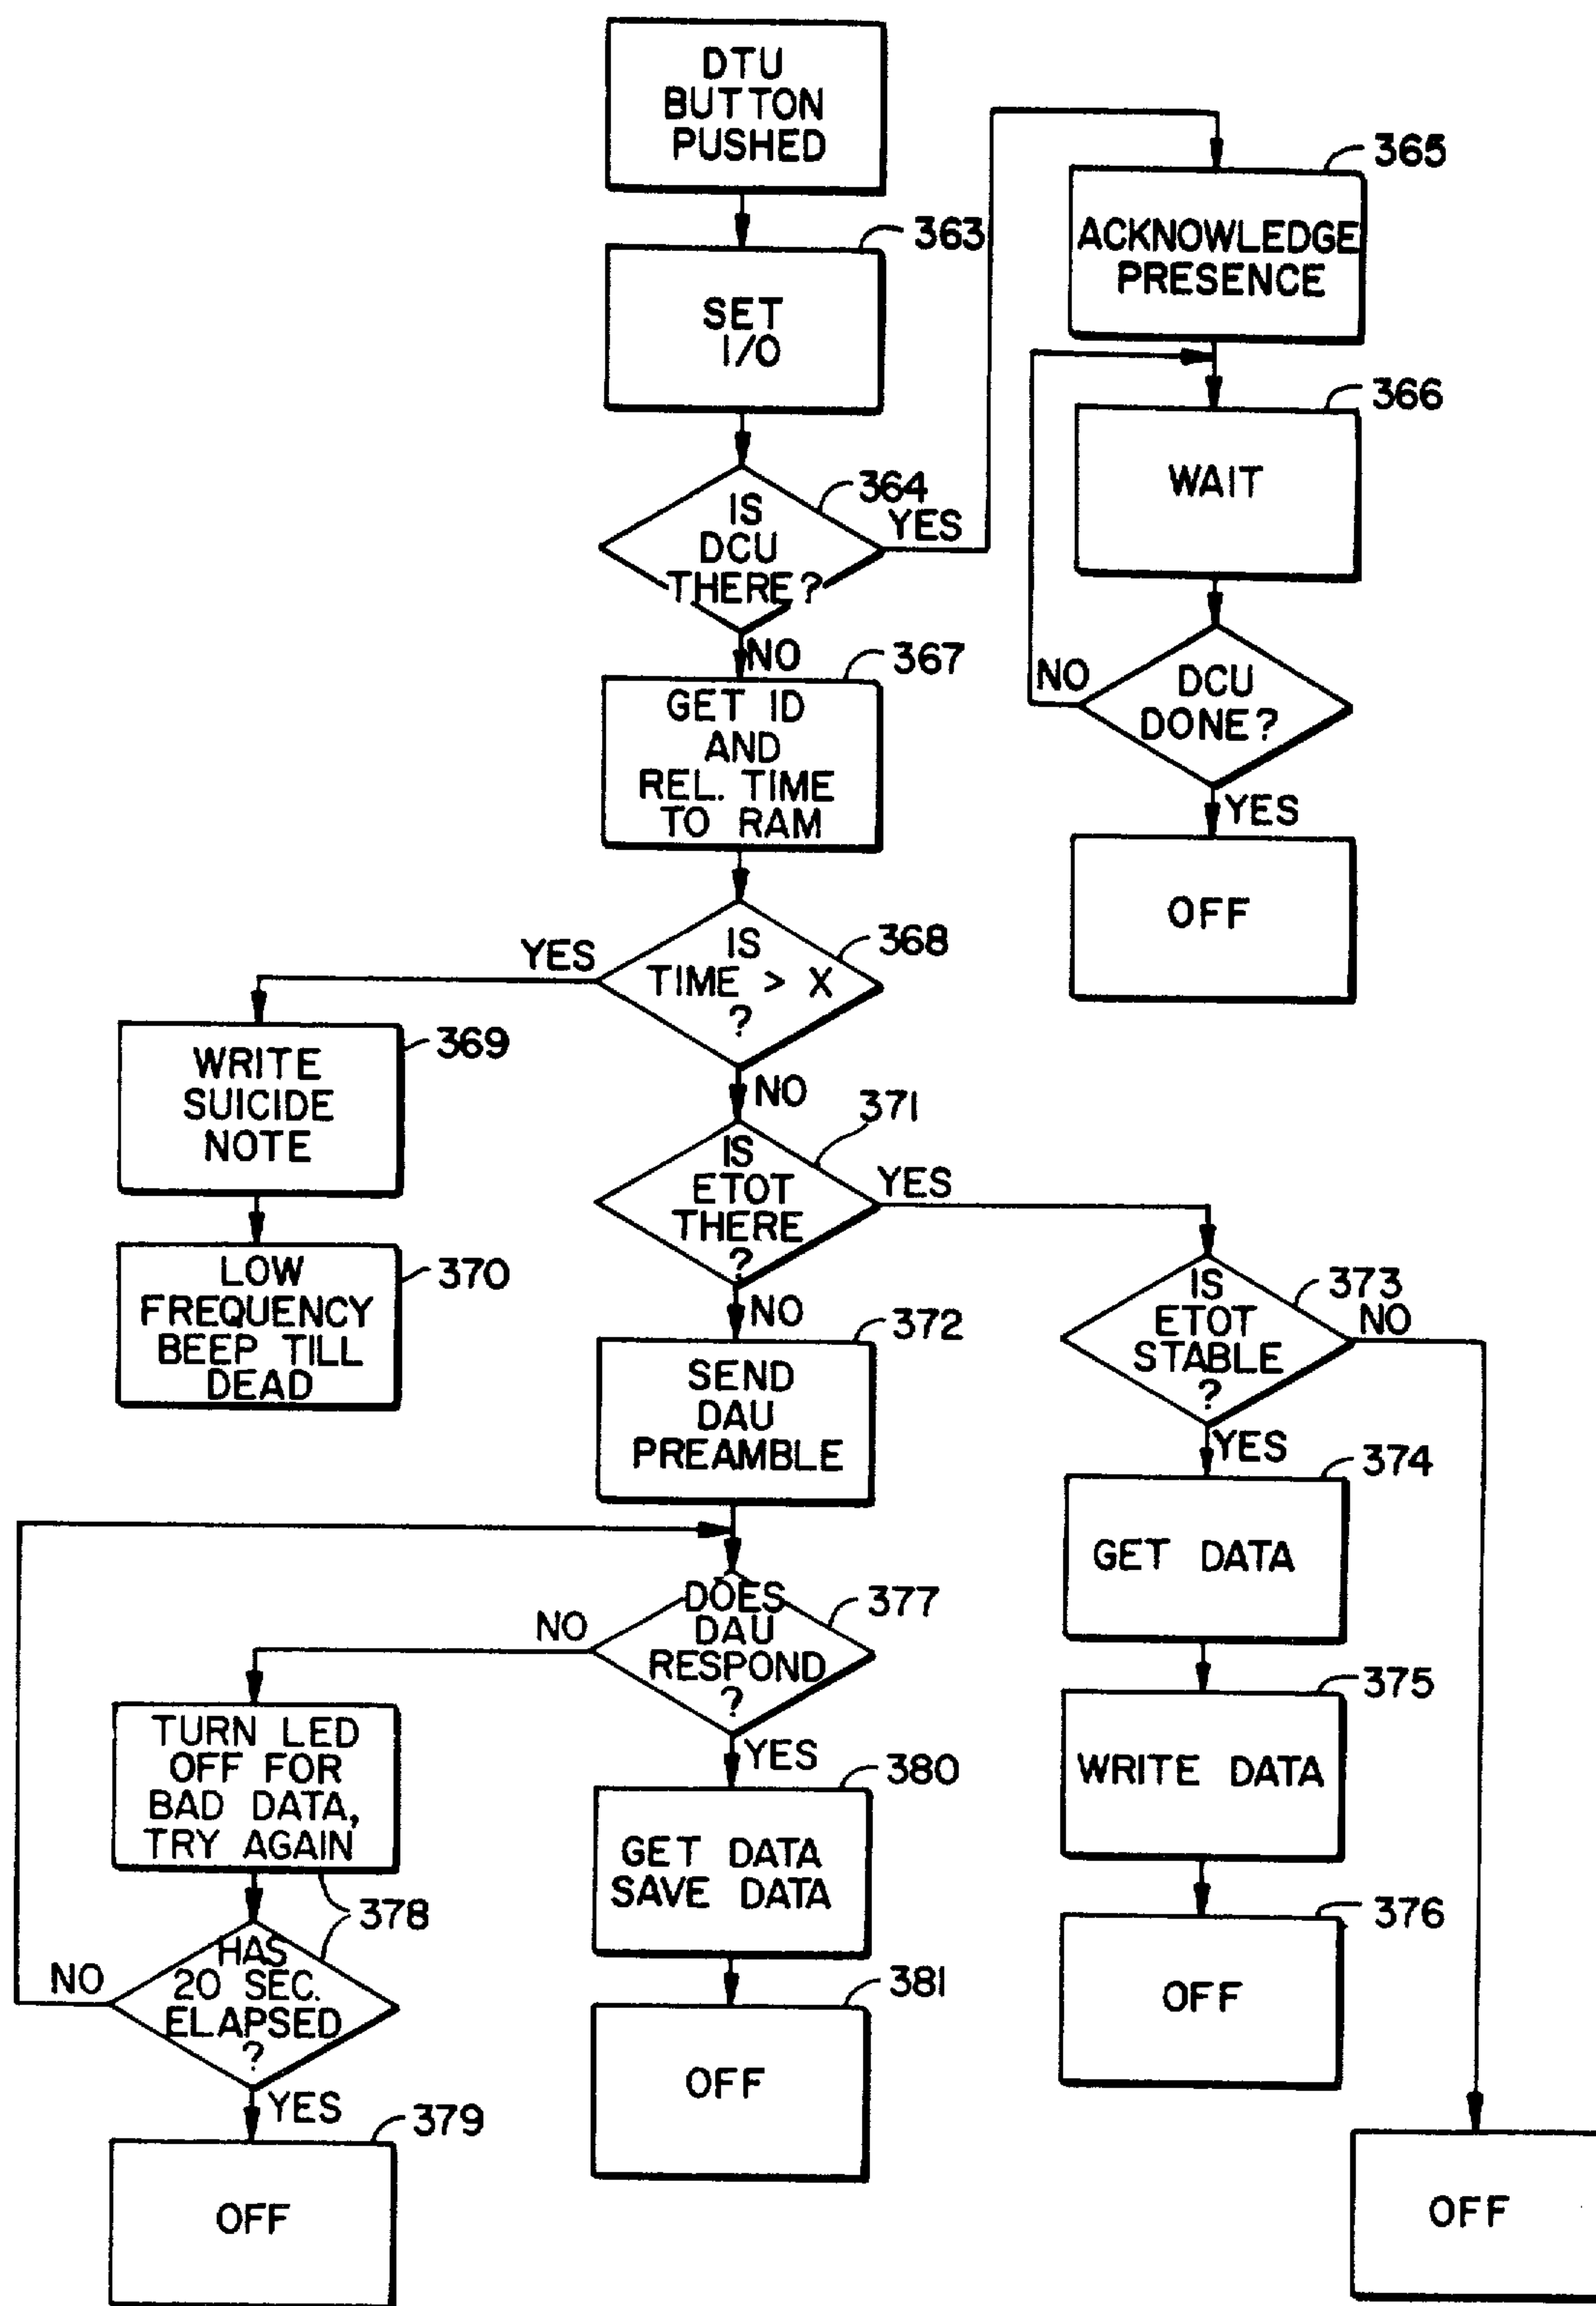 DTU
BUTTON
PUSHED
363
SET
I/O
364
IS
DCU
THERE?
YES
NO
365
ACKNOWLEDGE
PRESENCE
366
WAIT
DCU
DONE?
NO
YES
OFF
367
GET ID
AND
REL. TIME
TO RAM
368
IS
TIME > X
?
YES
NO
369
WRITE
SUICIDE
NOTE
370
LOW
FREQUENCY
BEEP TILL
DEAD
371
IS
ETOT
THERE
?
YES
NO
372
SEND
DAU
PREAMBLE
373
IS
ETOT
STABLE
?
NO
YES
374
GET DATA
375
WRITE DATA
376
OFF
OFF
377
DOES
DAU
RESPOND
?
NO
YES
TURN LED
OFF FOR
BAD DATA,
TRY AGAIN
378
HAS
20 SEC.
ELAPSED
?
NO
YES
379
OFF
380
GET DATA
SAVE DATA
381
OFF